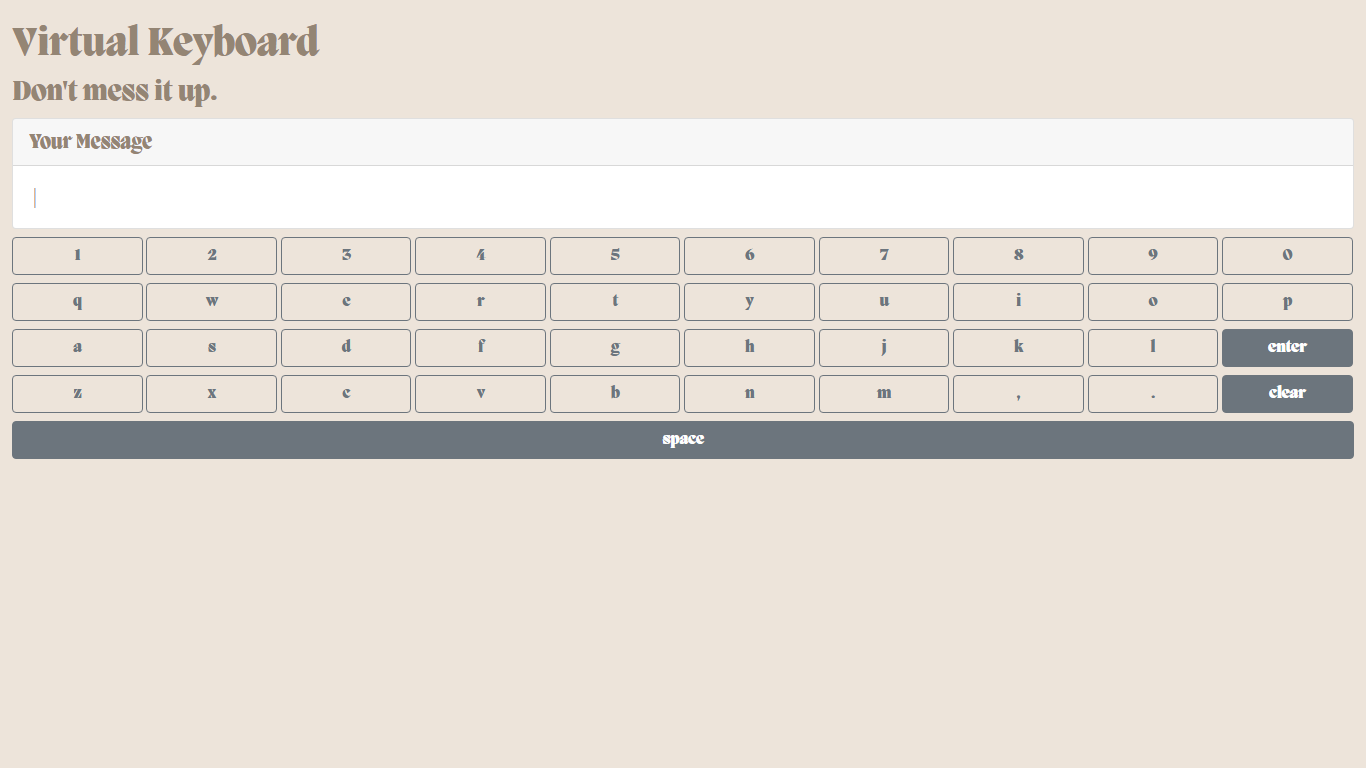 Virtual Keyboard
Don't mess it up.
Your Message
1 2 3 4 5 6 7 8 9 0
q w e r t y u i o p
a s d f g h j k l enter
z x c v b n m , . clear
space